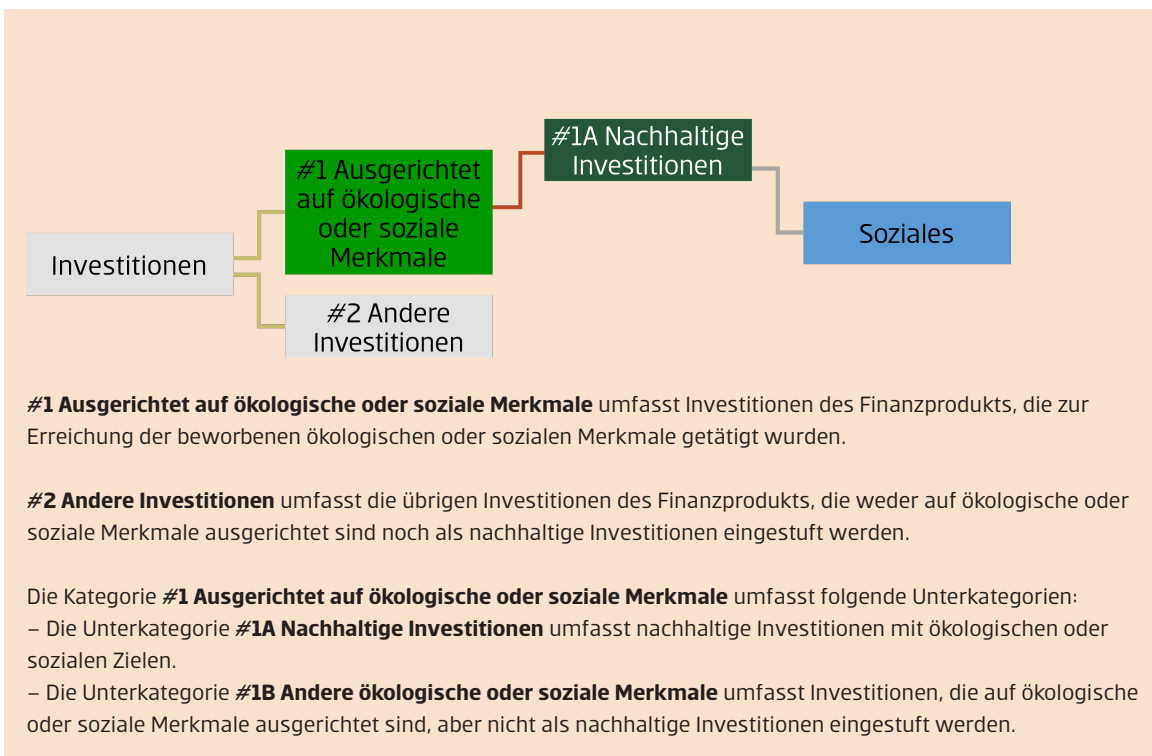 #1A Nachhaltige
Investitionen
#1 Ausgerichtet
auf ökologische
oder soziale
Merkmale
Soziales
Investitionen
#2 Andere
Investitionen
#1 Ausgerichtet auf ökologische oder soziale Merkmale umfasst Investitionen des Finanzprodukts, die zur
Erreichung der beworbenen ökologischen oder sozialen Merkmale getätigt wurden.
#2 Andere Investitionen umfasst die übrigen Investitionen des Finanzprodukts, die weder auf ökologische oder
soziale Merkmale ausgerichtet sind noch als nachhaltige Investitionen eingestuft werden.
Die Kategorie #1 Ausgerichtet auf ökologische oder soziale Merkmale umfasst folgende Unterkategorien:
– Die Unterkategorie #1A Nachhaltige Investitionen umfasst nachhaltige Investitionen mit ökologischen oder
sozialen Zielen.
– Die Unterkategorie #1B Andere ökologische oder soziale Merkmale umfasst Investitionen, die auf ökologische
oder soziale Merkmale ausgerichtet sind, aber nicht als nachhaltige Investitionen eingestuft werden.